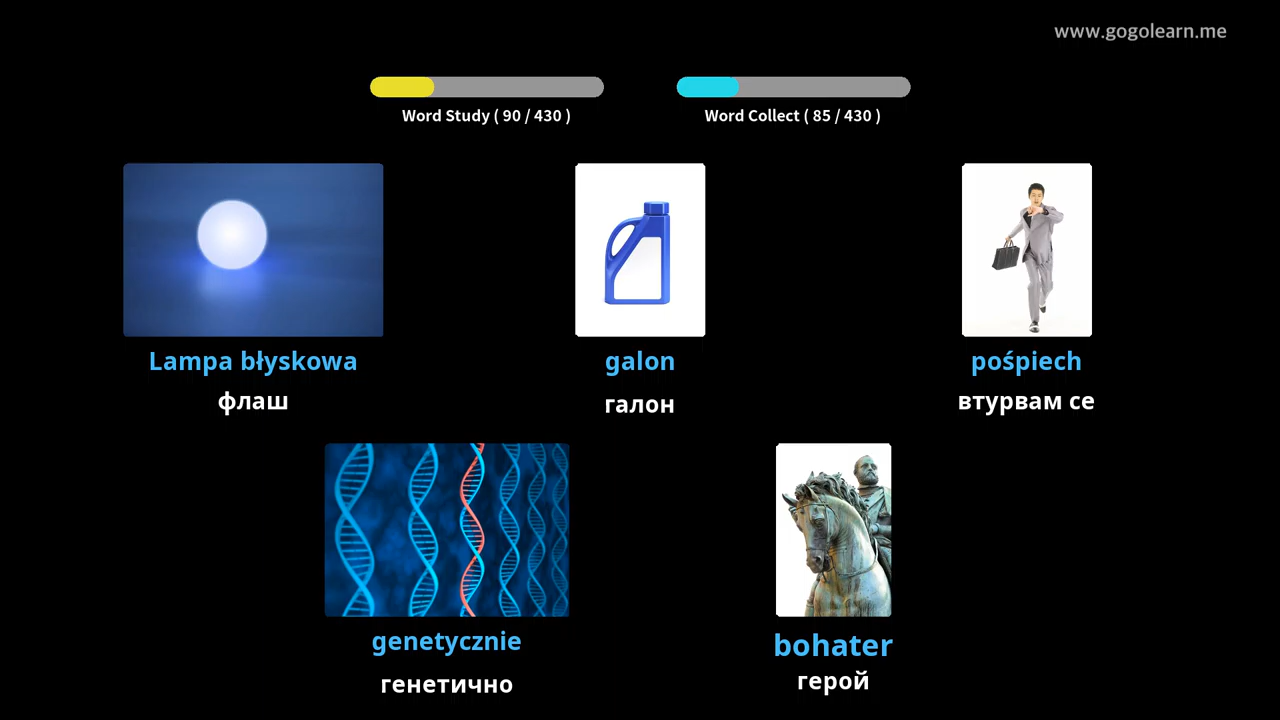 www.gogolearn.me
Word Study ( 90 / 430 )
Word Collect ( 85 / 430 )
Lampa błyskowa
флаш
galon
галон
pośpiech
втурвам се
genetycznie
генетично
bohater
герой